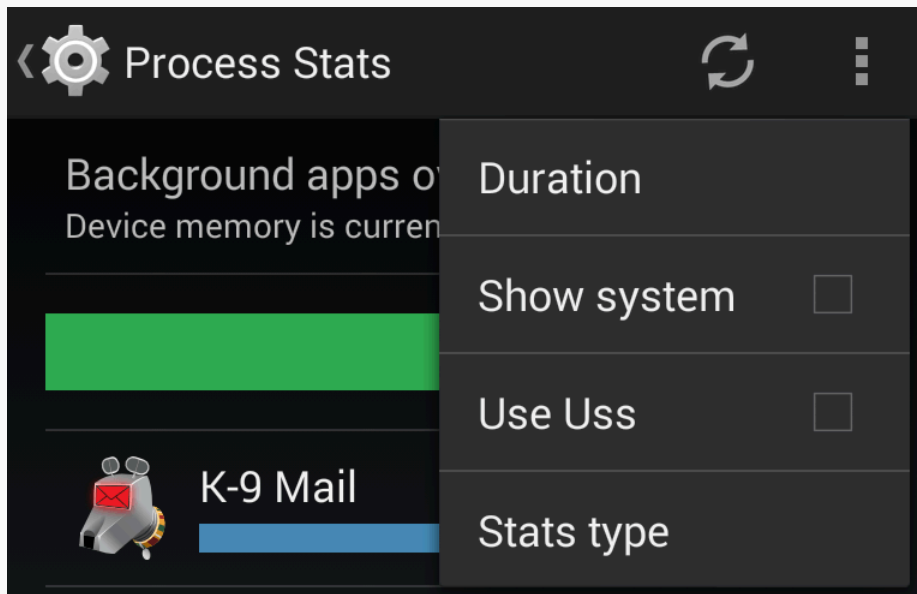 Process Stats
Background apps o
Device memory is curren
Duration
Show system
Use Uss
Stats type
K-9 Mail